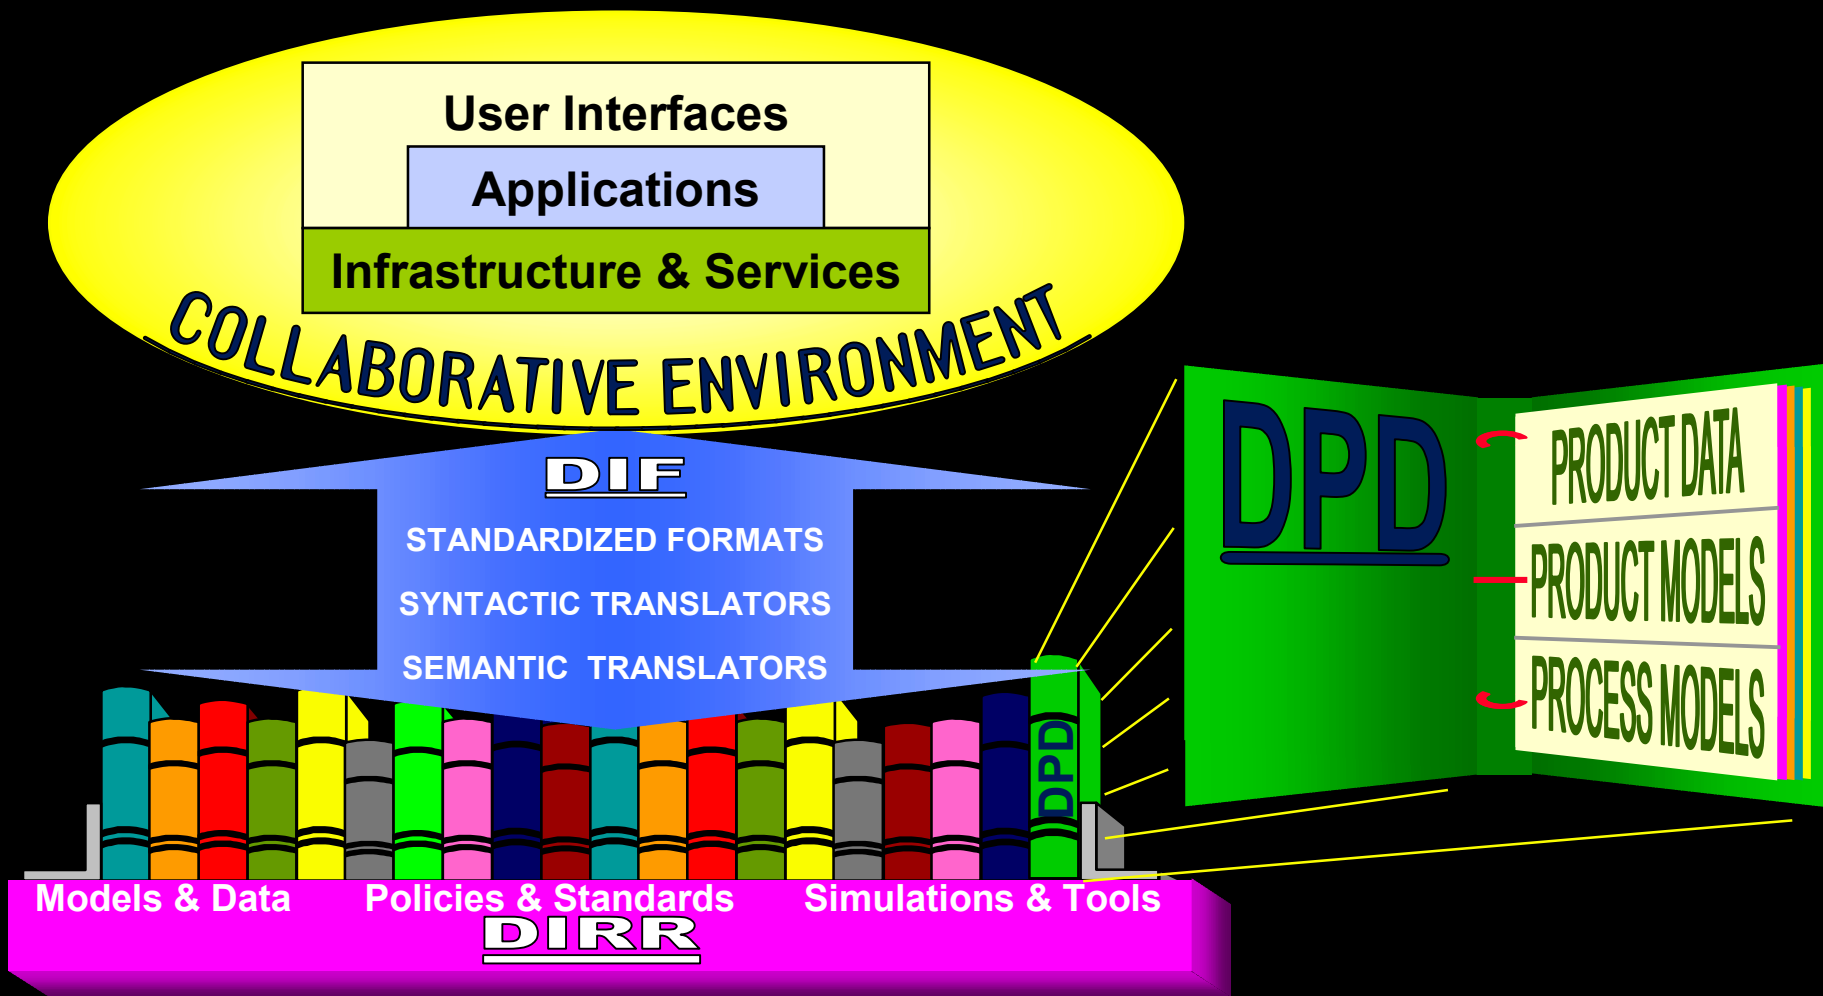 User Interfaces
Applications
Infrastructure & Services
COLLABORATIVE ENVIRONMENT
DIF
STANDARDIZED FORMATS
SYNTACTIC TRANSLATORS
SEMANTIC TRANSLATORS
DPD
Models & Data
Policies & Standards
Simulations & Tools
DIRR
DPD
PRODUCT DATA
PRODUCT MODELS
PROCESS MODELS